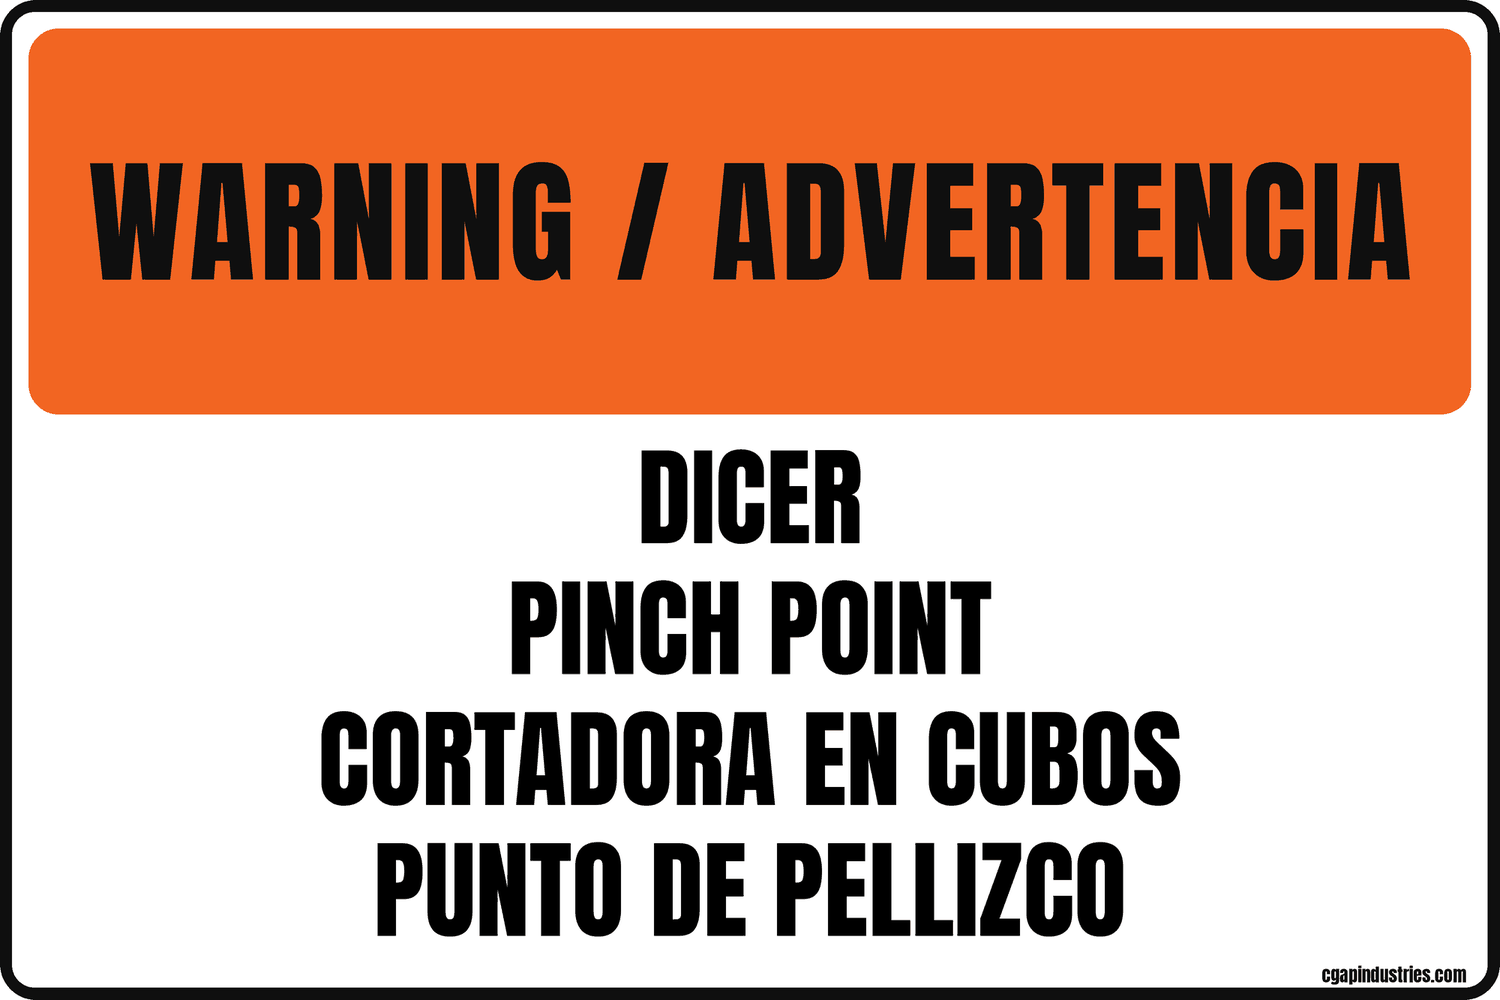 WARNING / ADVERTENCIA
DICER
PINCH POINT
CORTADORA EN CUBOS
PUNTO DE PELLIZCO
cgapindustries.com